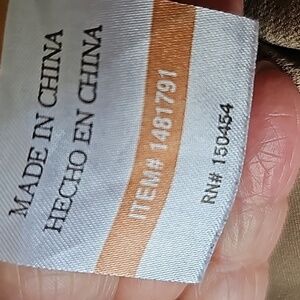 MADE IN CHINA
HECHO EN CHINA
ITEM# 1481791
RN# 150454